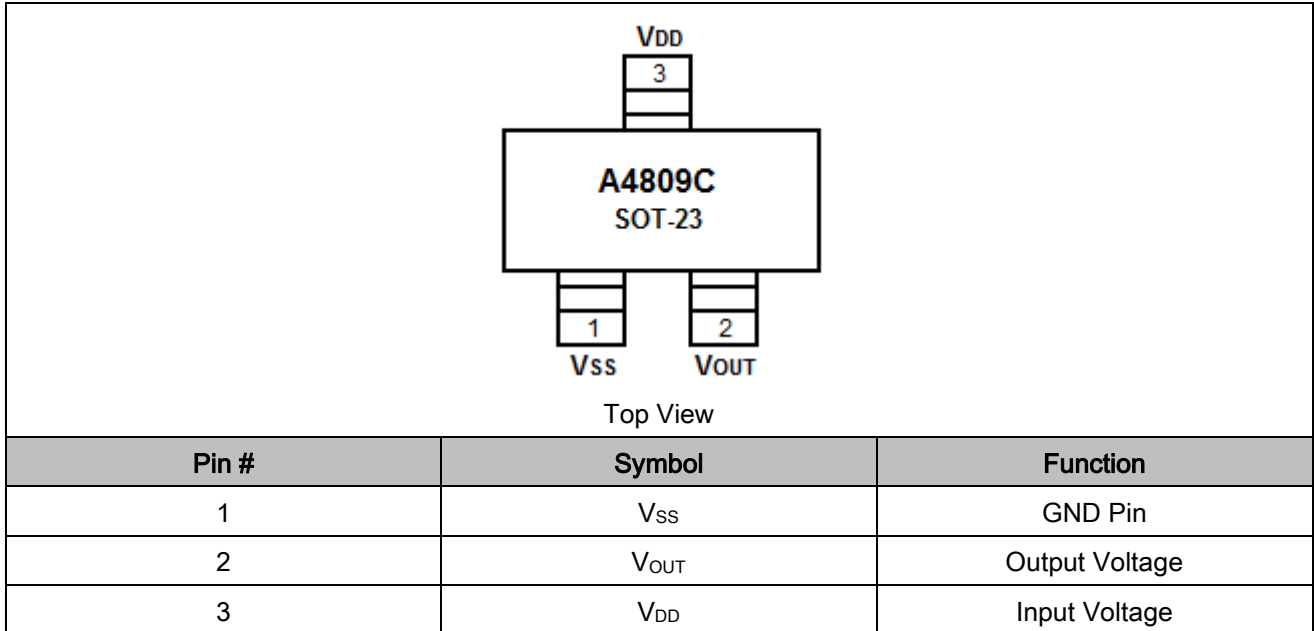 VDD
3
A4809C
SOT-23
1 2
VSS VOUT
Top View
Pin # Symbol Function
1 VSS GND Pin
2 VOUT Output Voltage
3 VDD Input Voltage